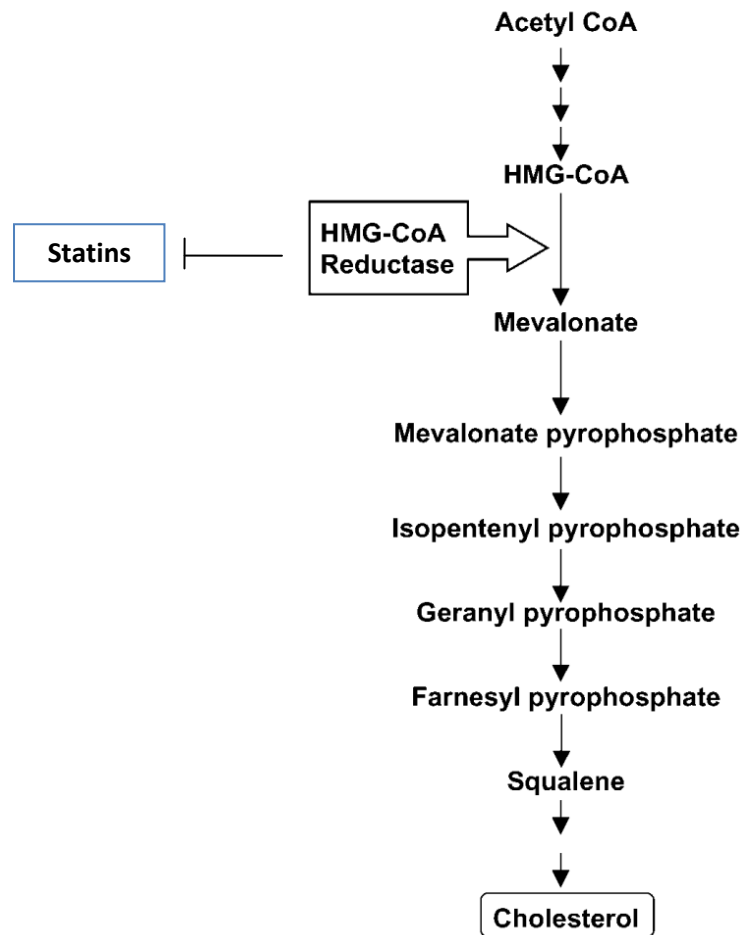 Acetyl CoA
HMG-CoA
Statins
HMG-CoA
Reductase
Mevalonate
Mevalonate pyrophosphate
Isopentenyl pyrophosphate
Geranyl pyrophosphate
Farnesyl pyrophosphate
Squalene
Cholesterol